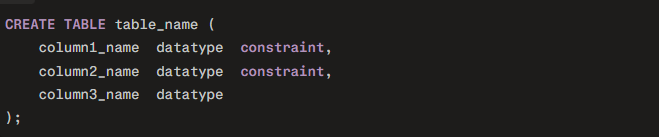 CREATE TABLE table_name (
    column1_name  datatype  constraint,
    column2_name  datatype  constraint,
    column3_name  datatype
);